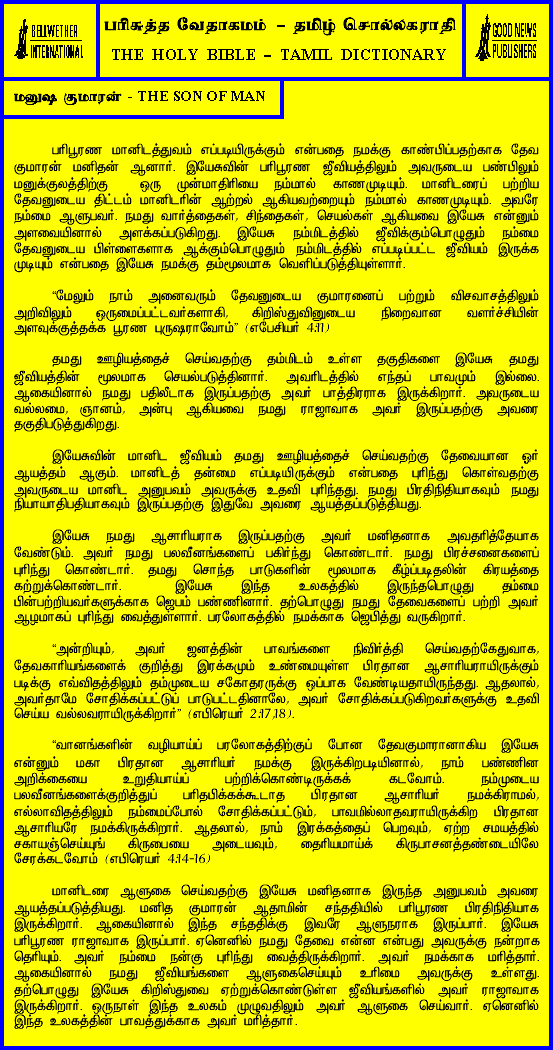 BELLWETHER
INTERNATIONAL
பரிசுத்த வேதாகமம் – தமிழ் சொல்லகராதி
THE HOLY BIBLE – TAMIL DICTIONARY
GOOD NEWS
PUBLISHERS
மனுஷ குமாரன் - THE SON OF MAN
பரிபூரண மானிடத்துவம் எப்படியிருக்கும் என்பதை நமக்கு காண்பிப்பதற்காக தேவ
குமாரன் மனிதன் ஆனார். இயேசுவின் பரிபூரண ஜீவியத்திலும் அவருடைய பண்பிலும்
மனுக்குலத்திற்கு ஒரு முன்மாதிரியை நம்மால் காணமுடியும். மானிடரைப் பற்றிய
தேவனுடைய திட்டம் மானிடரின் ஆற்றல் ஆகியவற்றையும் நம்மால் காணமுடியும். அவரே
நம்மை ஆளுபவர். நமது வார்த்தைகள், சிந்தைகள், செயல்கள் ஆகியவை இயேசு என்னும்
அளவையினால் அளக்கப்படுகிறது. இயேசு நம்மிடத்தில் ஜீவிக்கும்பொழுதும் நம்மை
தேவனுடைய பிள்ளைகளாக ஆக்கும்பொழுதும் நம்மிடத்தில் எப்படிப்பட்ட ஜீவியம் இருக்க
முடியும் என்பதை இயேசு நமக்கு தம்மூலமாக வெளிப்படுத்தியுள்ளார்.
“மேலும் நாம் அனைவரும் தேவனுடைய குமாரனைப் பற்றும் விசவாசத்திலும்
அறிவிலும் ஒருமைப்பட்டவர்களாகி, கிறிஸ்துவினுடைய நிறைவான வளர்ச்சியின்
அளவுக்குத்தக்க பூரண புருஷராவோம்” (எபேசியர் 4:11)
தமது ஊழியத்தைச் செய்வதற்கு தம்மிடம் உள்ள தகுதிகளை இயேசு தமது
ஜீவியத்தின் மூலமாக செயல்படுத்தினார். அவரிடத்தில் எந்தப் பாவமும் இல்லை.
ஆகையினால் நமது பதிலீடாக இருப்பதற்கு அவர் பாத்திரராக இருக்கிறார். அவருடைய
வல்லமை, ஞானம், அன்பு ஆகியவை நமது ராஜாவாக அவர் இருப்பதற்கு அவரை
தகுதிபடுத்துகிறது.
இயேசுவின் மானிட ஜீவியம் தமது ஊழியத்தைச் செய்வதற்கு தேவையான ஓர்
ஆயத்தம் ஆகும். மானிடத் தன்மை எப்படியிருக்கும் என்பதை புரிந்து கொள்வதற்கு
அவருடைய மானிட அனுபவம் அவருக்கு உதவி புரிந்தது. நமது பிரதிநிதியாகவும் நமது
நியாயாதிபதியாகவும் இருப்பதற்கு இதுவே அவரை ஆயத்தப்படுத்தியது.
இயேசு நமது ஆசாரியராக இருப்பதற்கு அவர் மனிதனாக அவதரித்தேயாக
வேண்டும். அவர் நமது பலவீனங்களைப் பகிர்ந்து கொண்டார். நமது பிரச்சனைகளைப்
புரிந்து கொண்டார். தமது சொந்த பாடுகளின் மூலமாக கீழ்ப்படிதலின் கிரயத்தை
கற்றுக்கொண்டார். இயேசு இந்த உலகத்தில் இருந்தபொழுது தம்மை
பின்பற்றியவர்களுக்காக ஜெபம் பண்ணினார். தற்பொழுது நமது தேவைகளைப் பற்றி அவர்
ஆழமாகப் புரிந்து வைத்துள்ளார். பரலோகத்தில் நமக்காக ஜெபித்து வருகிறார்.
“அன்றியும், அவர் ஜனத்தின் பாவங்களை நிவிர்த்தி செய்வதற்கேதுவாக,
தேவகாரியங்களைக் குறித்து இரக்கமும் உண்மையுள்ள பிரதான ஆசாரியராயிருக்கும்
படிக்கு எவ்விதத்திலும் தம்முடைய சகோதரருக்கு ஒப்பாக வேண்டியதாயிருந்தது. ஆதலால்,
அவர்தாமே சோதிக்கப்பட்டுப் பாடுபட்டதினாலே, அவர் சோதிக்கப்படுகிறவர்களுக்கு உதவி
செய்ய வல்லவராயிருக்கிறார்” (எபிரெயர் 2:17,18).
“வானங்களின் வழியாய்ப் பரலோகத்திற்குப் போன தேவகுமாரானாகிய இயேசு
என்னும் மகா பிரதான ஆசாரியர் நமக்கு இருக்கிறபடியினால், நாம் பண்ணின
அறிக்கையை உறுதியாய்ப் பற்றிக்கொண்டிருக்கக் கடவோம். நம்முடைய
பலவீனங்களைக்குறித்துப் பரிதபிக்கக்கூடாத பிரதான ஆசாரியர் நமக்கிராமல்,
எல்லாவிதத்திலும் நம்மைப்போல் சோதிக்கப்பட்டும், பாவமில்லாதவராயிருக்கிற பிரதான
ஆசாரியரே நமக்கிருக்கிறார். ஆதலால், நாம் இரக்கத்தைப் பெறவும், ஏற்ற சமயத்தில்
சகாயஞ்செய்யுங் கிருபையை அடையவும், தைரியமாய்க் கிருபாசனத்தண்டையிலே
சேரக்கடவோம் (எபிரெயர் 4:14-16)
மானிடரை ஆளுகை செய்வதற்கு இயேசு மனிதனாக இருந்த அனுபவம் அவரை
ஆயத்தப்படுத்தியது. மனித குமாரன் ஆதாமின் சந்ததியில் பரிபூரண பிரதிநிதியாக
இருக்கிறார். ஆகையினால் இந்த சந்ததிக்கு இவரே ஆளுநராக இருப்பார். இயேசு
பரிபூரண ராஜாவாக இருப்பார். ஏனெனில் நமது தேவை என்ன என்பது அவருக்கு நன்றாக
தெரியும். அவர் நம்மை நன்கு புரிந்து வைத்திருக்கிறார். அவர் நமக்காக மரித்தார்.
ஆகையினால் நமது ஜீவியங்களை ஆளுகைசெய்யும் உரிமை அவருக்கு உள்ளது.
தற்பொழுது இயேசு கிறிஸ்துவை ஏற்றுக்கொண்டுள்ள ஜீவியங்களில் அவர் ராஜாவாக
இருக்கிறார். ஒருநாள் இந்த உலகம் முழுவதிலும் அவர் ஆளுகை செய்வார். ஏனெனில்
இந்த உலகத்தின் பாவத்துக்காக அவர் மரித்தார்.